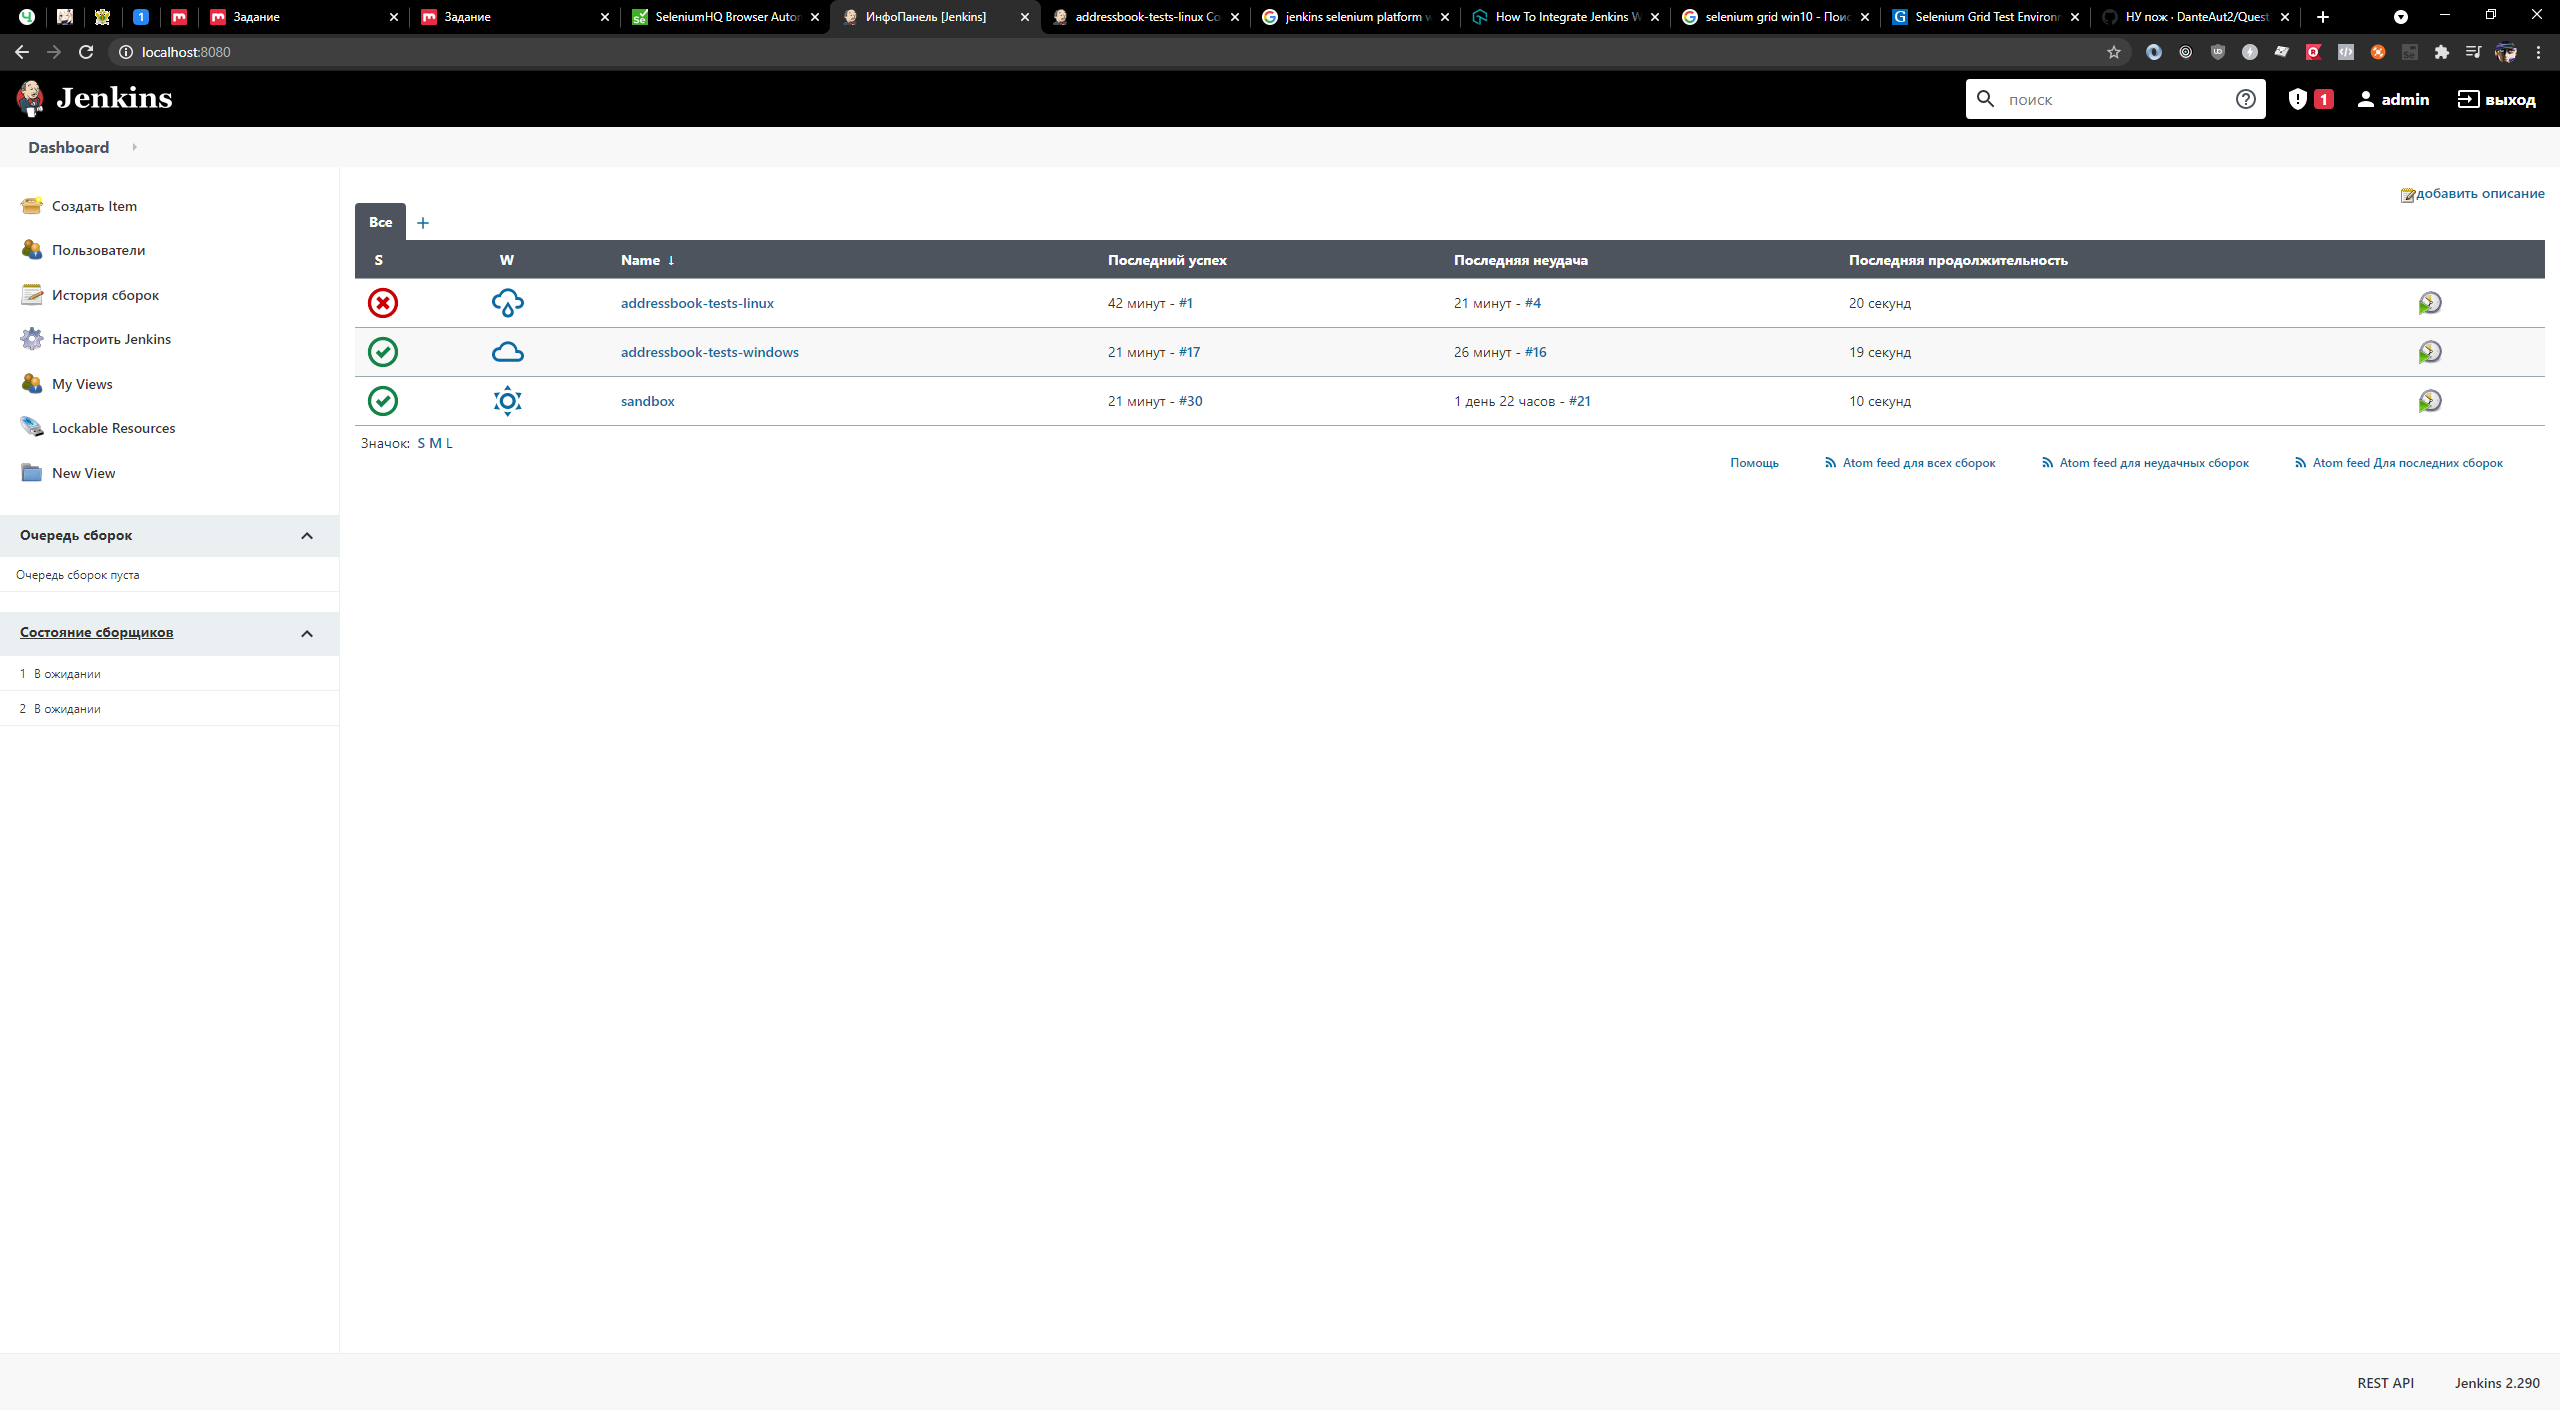 1
Задание
Задание
SeleniumHQ Browser Autor
ИнфоПанель [Jenkins]
addressbook-tests-linux Co
jenkins selenium platform w
How To Integrate Jenkins W
selenium grid win10 - Поис
Selenium Grid Test Environm
НУ пож · DanteAut2/Quest
localhost:8080
Jenkins
поиск
1
admin
выход
Dashboard
Создать Item
Пользователи
История сборок
Настроить Jenkins
My Views
Lockable Resources
New View
Очередь сборок
Очередь сборок пуста
Состояние сборщиков
1 В ожидании
2 В ожидании
добавить описание
Все +
S W Name ↓ Последний успех Последняя неудача Последняя продолжительность
addressbook-tests-linux 42 минут - #1 21 минут - #4 20 секунд
addressbook-tests-windows 21 минут - #17 26 минут - #16 19 секунд
sandbox 21 минут - #30 1 день 22 часов - #21 10 секунд
Значок: S M L
Помощь Atom feed для всех сборок Atom feed для неудачных сборок Atom feed Для последних сборок
REST API Jenkins 2.290